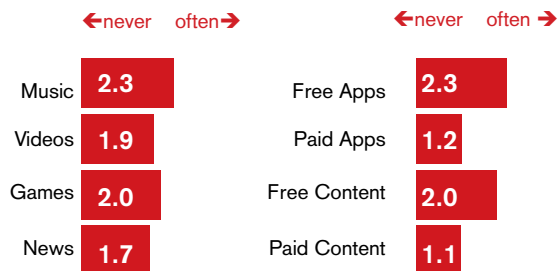 🡸never often🡺
Music 2.3
Videos 1.9
Games 2.0
News 1.7
🡸never often 🡺
Free Apps 2.3
Paid Apps 1.2
Free Content 2.0
Paid Content 1.1